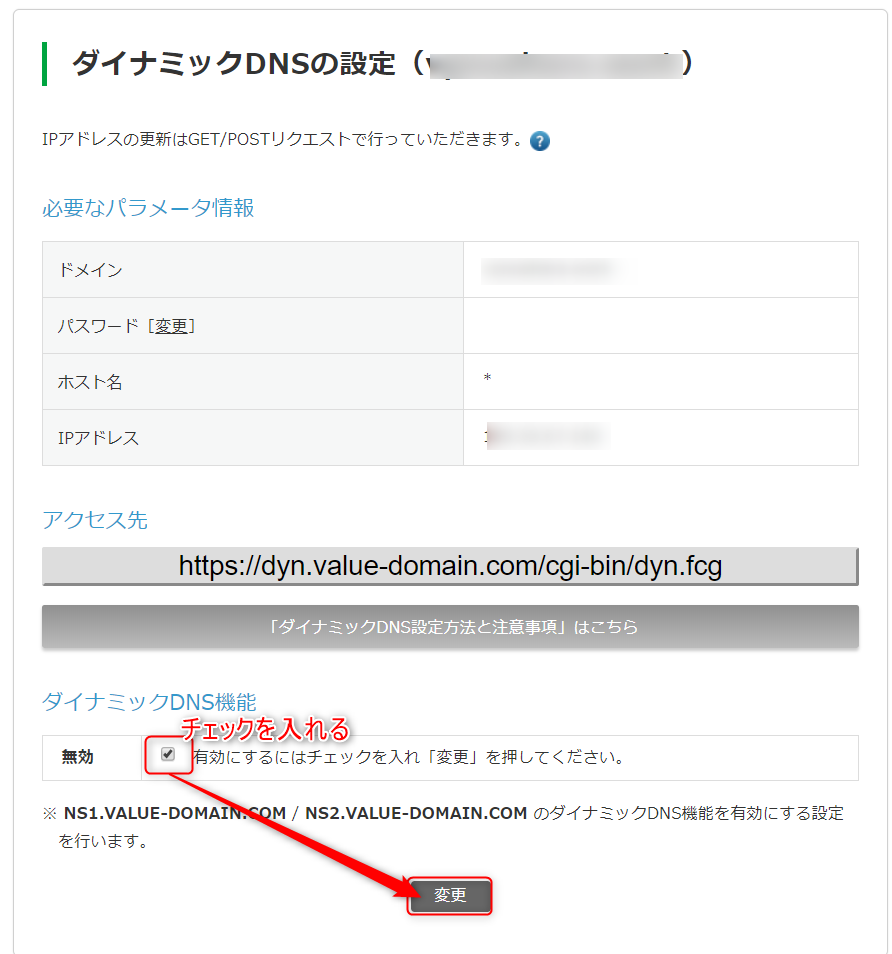 ダイナミックDNSの設定（ ）
IPアドレスの更新はGET/POSTリクエストで行っていただきます。 ?
必要なパラメータ情報
ドメイン
パスワード［変更］
ホスト名 *
IPアドレス
アクセス先
https://dyn.value-domain.com/cgi-bin/dyn.fcg
「ダイナミックDNS設定方法と注意事項」はこちら
ダイナミックDNS機能
チェックを入れる
無効 有効にするにはチェックを入れ「変更」を押してください。
※ NS1.VALUE-DOMAIN.COM / NS2.VALUE-DOMAIN.COM のダイナミックDNS機能を有効にする設定
を行います。
変更